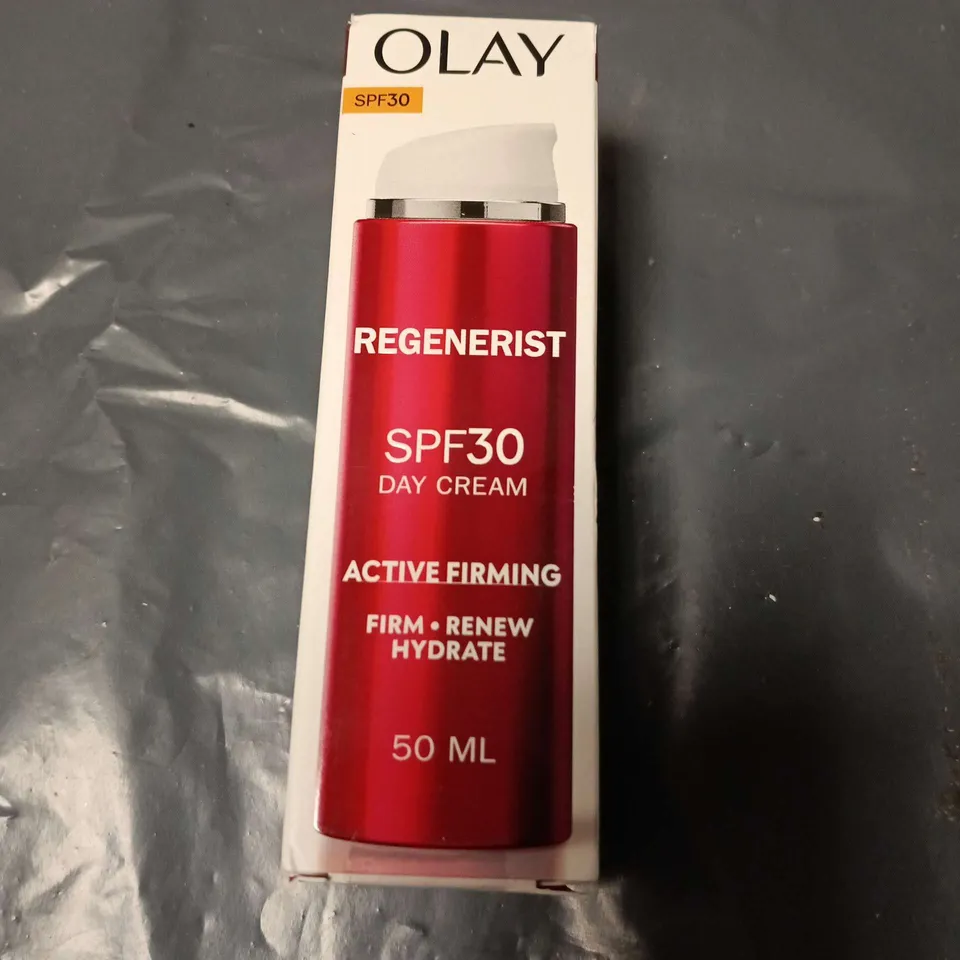 OLAY
SPF30
REGENERIST
SPF30
DAY CREAM
ACTIVE FIRMING
FIRM • RENEW
HYDRATE
50 ML